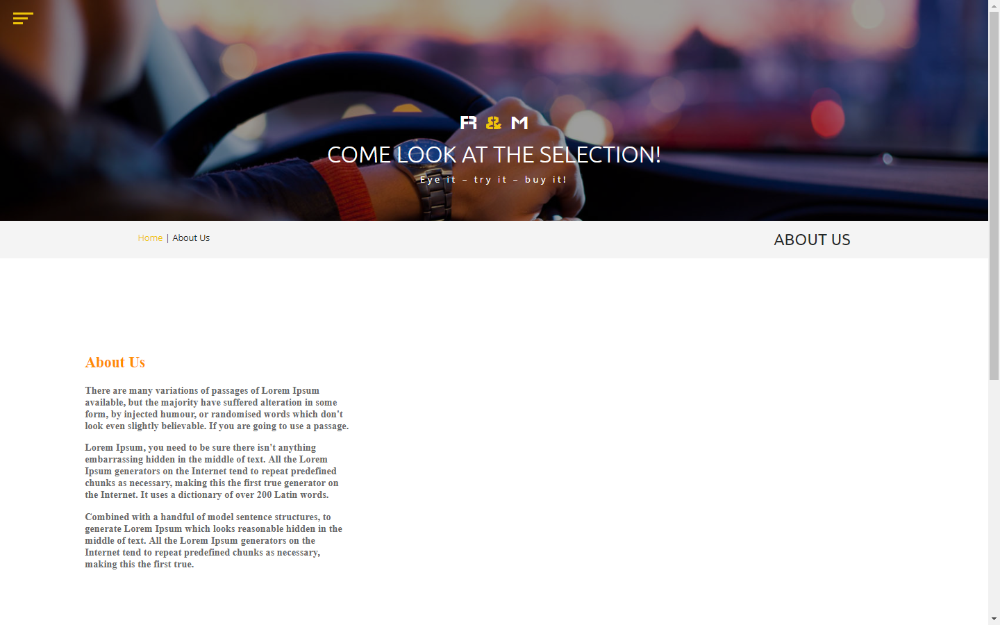 R & M
COME LOOK AT THE SELECTION!
Eye it – try it – buy it!
Home | About Us
ABOUT US
About Us
There are many variations of passages of Lorem Ipsum
available, but the majority have suffered alteration in some
form, by injected humour, or randomised words which don't
look even slightly believable. If you are going to use a passage.
Lorem Ipsum, you need to be sure there isn't anything
embarrassing hidden in the middle of text. All the Lorem
Ipsum generators on the Internet tend to repeat predefined
chunks as necessary, making this the first true generator on
the Internet. It uses a dictionary of over 200 Latin words.
Combined with a handful of model sentence structures, to
generate Lorem Ipsum which looks reasonable hidden in the
middle of text. All the Lorem Ipsum generators on the
Internet tend to repeat predefined chunks as necessary,
making this the first true.